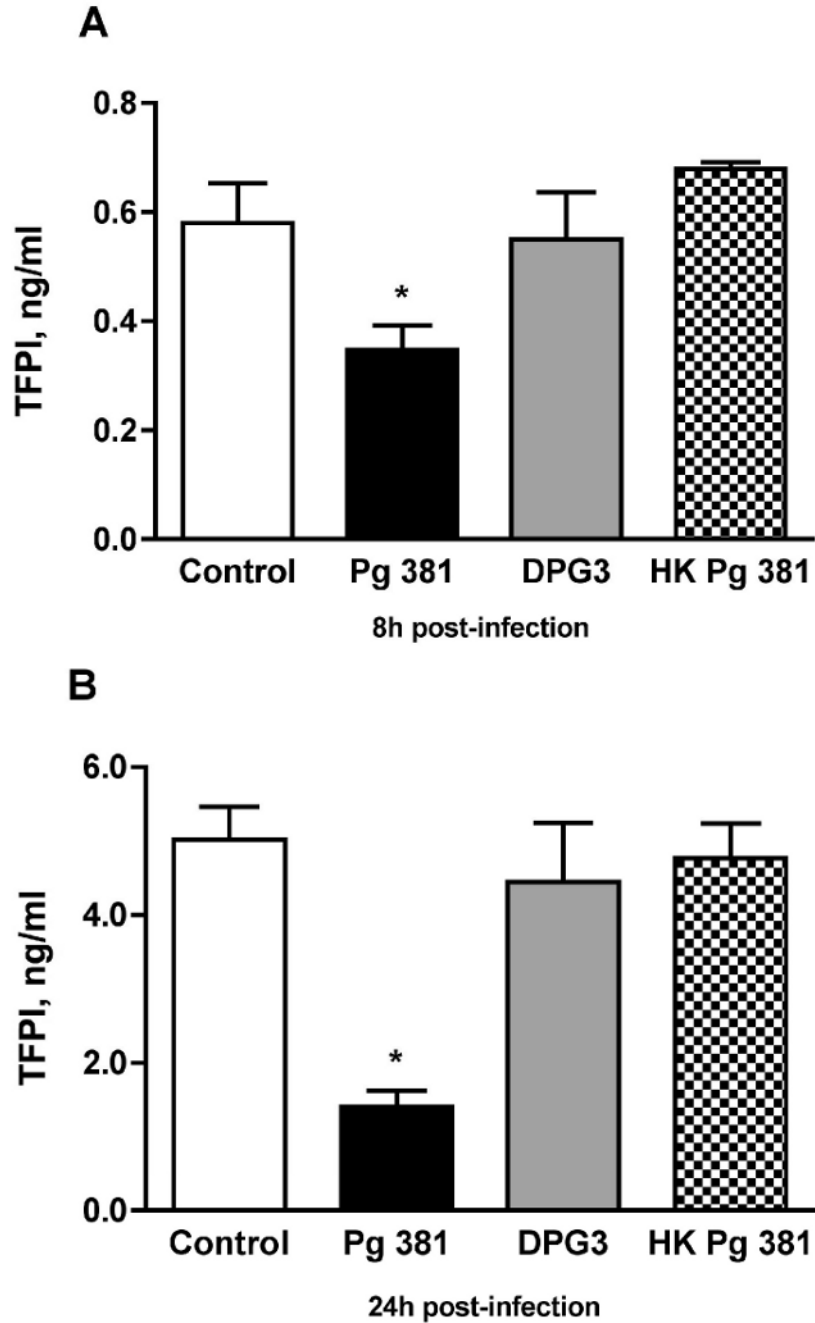 A
0.8
0.6
0.4
0.2
0.0
TFPI, ng/ml
*
Control Pg 381 DPG3 HK Pg 381
8h post-infection
B
6.0
4.0
2.0
0.0
TFPI, ng/ml
*
Control Pg 381 DPG3 HK Pg 381
24h post-infection